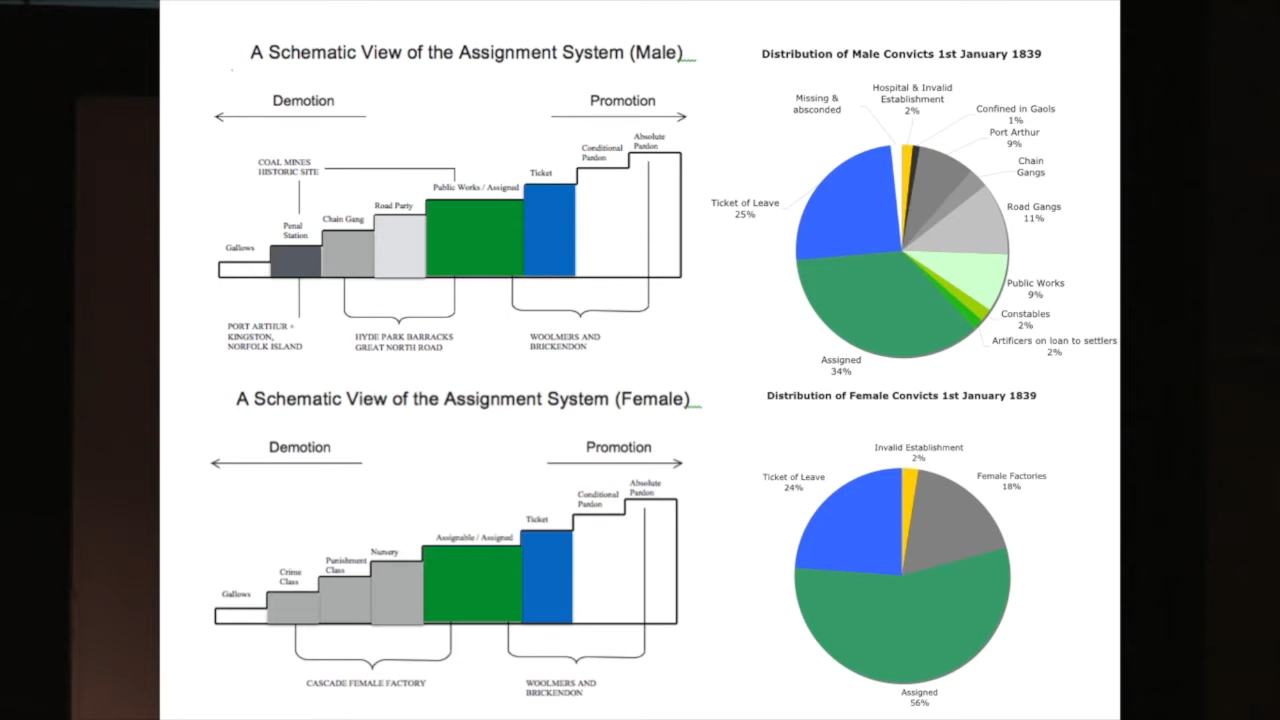 A Schematic View of the Assignment System (Male)
Demotion
Promotion
COAL MINES
HISTORIC SITE
Gallows
Penal
Station
Chain Gang
Road Party
Public Works / Assigned
Ticket
Conditional
Pardon
Absolute
Pardon
PORT ARTHUR +
KINGSTON,
NORFOLK ISLAND
HYDE PARK BARRACKS
GREAT NORTH ROAD
WOOLMERS AND
BRICKENDON
Distribution of Male Convicts 1st January 1839
Missing &
absconded
Hospital & Invalid
Establishment
2%
Confined in Gaols
1%
Port Arthur
9%
Chain
Gangs
Road Gangs
11%
Public Works
9%
Constables
2%
Artificers on loan to settlers
2%
Assigned
34%
Ticket of Leave
25%
A Schematic View of the Assignment System (Female)
Demotion
Promotion
Gallows
Crime
Class
Punishment
Class
Nursery
Assignable / Assigned
Ticket
Conditional
Pardon
Absolute
Pardon
CASCADE FEMALE FACTORY
WOOLMERS AND
BRICKENDON
Distribution of Female Convicts 1st January 1839
Invalid Establishment
2%
Female Factories
18%
Ticket of Leave
24%
Assigned
56%